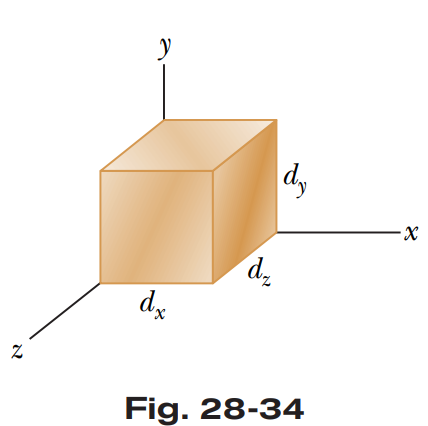 y
d_y
x
d_z
d_x
z
Fig. 28-34